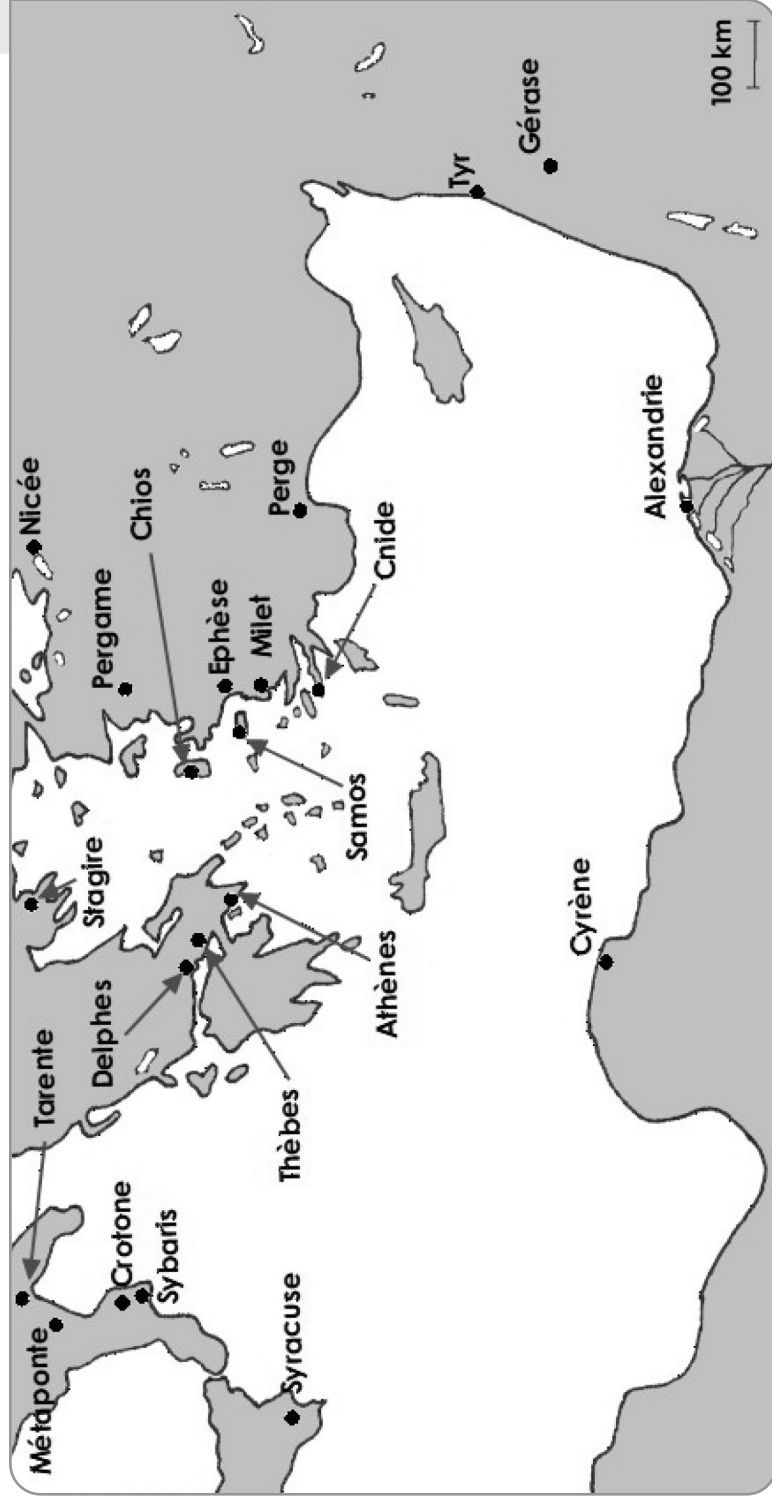 Métaponte
Tarente
Crotone
Sybaris
Syracuse
Delphes
Thèbes
Athènes
Stagire
Samos
Pergame
Chios
Ephèse
Milet
Cnide
Nicée
Perge
Cyrène
Alexandrie
Tyr
Gérase
100 km